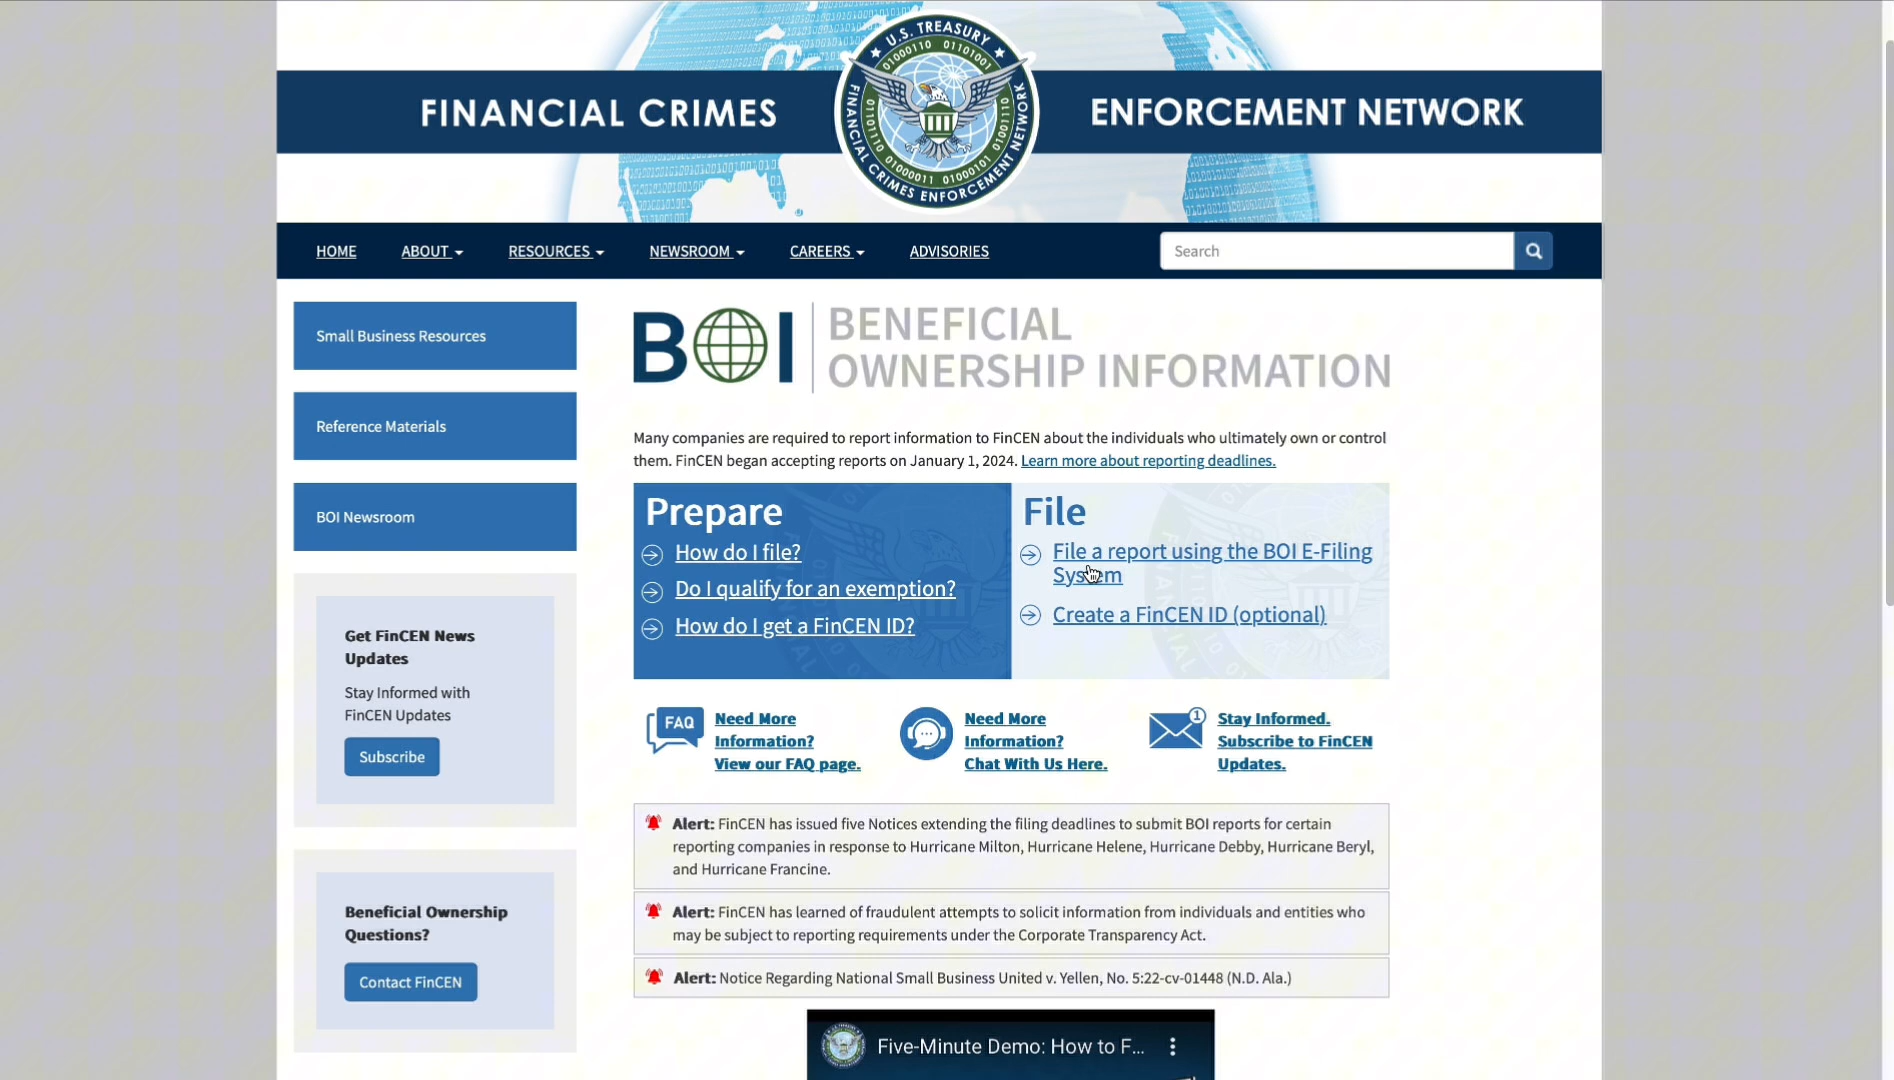 FINANCIAL CRIMES
ENFORCEMENT NETWORK
U.S. TREASURY
FINANCIAL CRIMES ENFORCEMENT NETWORK
HOME
ABOUT
RESOURCES
NEWSROOM
CAREERS
ADVISORIES
Search
Small Business Resources
Reference Materials
BOI Newsroom
Get FinCEN News
Updates
Stay Informed with
FinCEN Updates
Subscribe
Beneficial Ownership
Questions?
Contact FinCEN
BOI
BENEFICIAL
OWNERSHIP INFORMATION
Many companies are required to report information to FinCEN about the individuals who ultimately own or control
them. FinCEN began accepting reports on January 1, 2024. Learn more about reporting deadlines.
Prepare
How do I file?
Do I qualify for an exemption?
How do I get a FinCEN ID?
File
File a report using the BOI E-Filing
System
Create a FinCEN ID (optional)
FAQ
Need More
Information?
View our FAQ page.
Need More
Information?
Chat With Us Here.
1
Stay Informed.
Subscribe to FinCEN
Updates.
Alert: FinCEN has issued five Notices extending the filing deadlines to submit BOI reports for certain
reporting companies in response to Hurricane Milton, Hurricane Helene, Hurricane Debby, Hurricane Beryl,
and Hurricane Francine.
Alert: FinCEN has learned of fraudulent attempts to solicit information from individuals and entities who
may be subject to reporting requirements under the Corporate Transparency Act.
Alert: Notice Regarding National Small Business United v. Yellen, No. 5:22-cv-01448 (N.D. Ala.)
Five-Minute Demo: How to F...